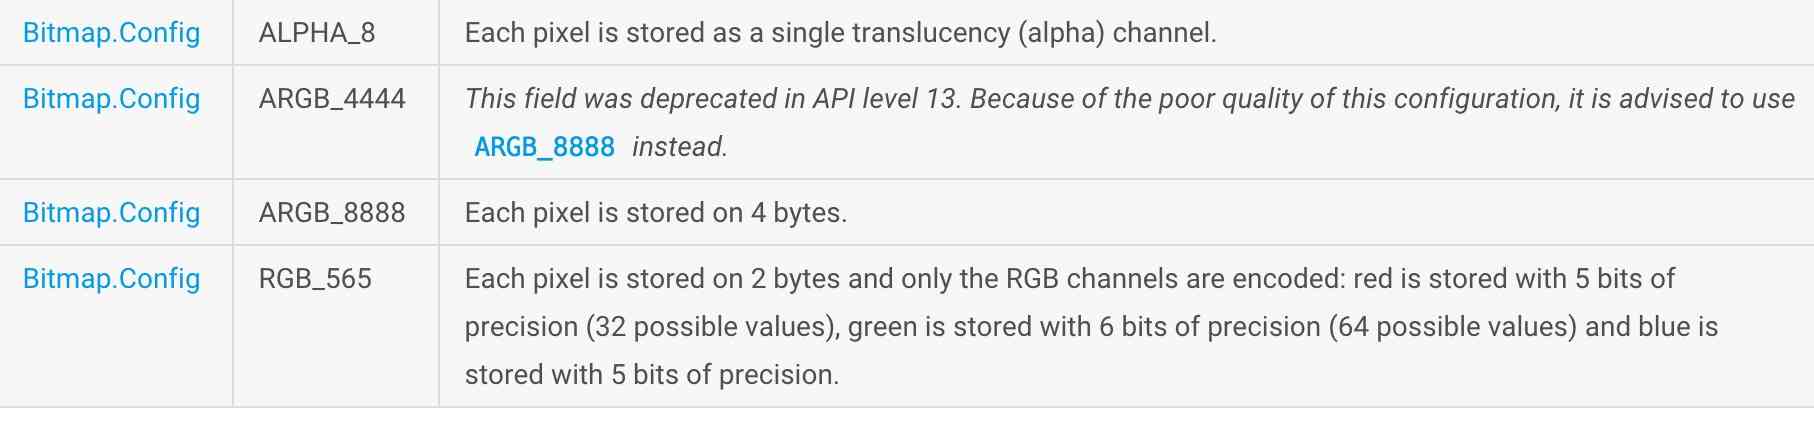 Bitmap.Config ALPHA_8 Each pixel is stored as a single translucency (alpha) channel.
Bitmap.Config ARGB_4444 This field was deprecated in API level 13. Because of the poor quality of this configuration, it is advised to use
ARGB_8888 instead.
Bitmap.Config ARGB_8888 Each pixel is stored on 4 bytes.
Bitmap.Config RGB_565 Each pixel is stored on 2 bytes and only the RGB channels are encoded: red is stored with 5 bits of
precision (32 possible values), green is stored with 6 bits of precision (64 possible values) and blue is
stored with 5 bits of precision.